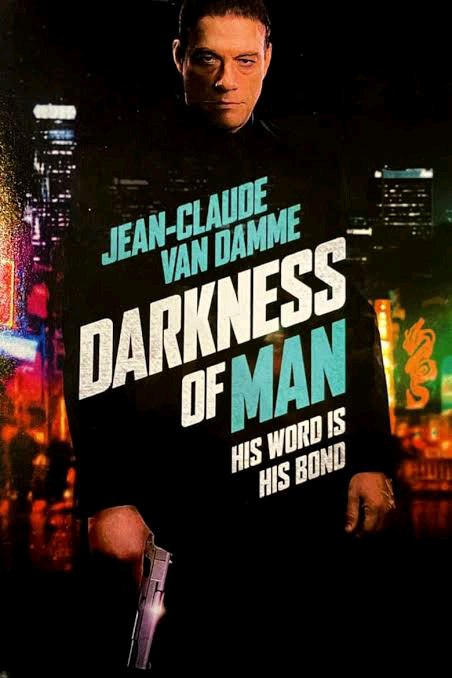 JEAN-CLAUDE
VAN DAMME
DARKNESS
OF MAN
HIS WORD IS
HIS BOND